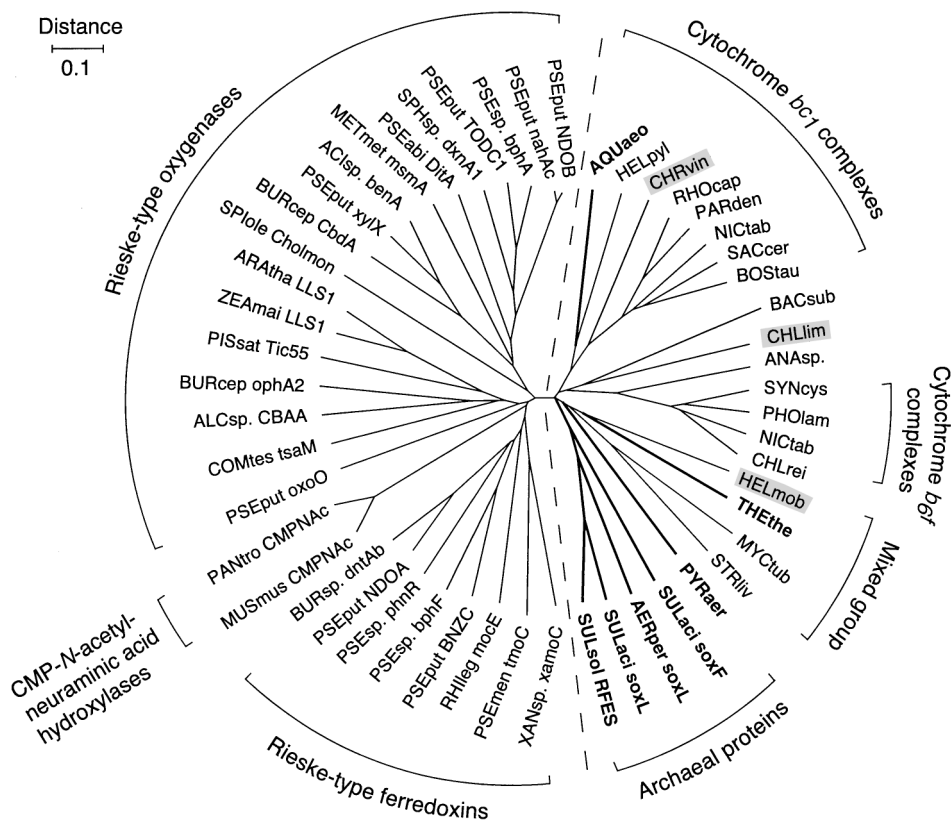 Distance
0.1
Rieske-type oxygenases
PSEput NDOB
PSEput nahAc
PSEsp. bphA
PSEput TODC1
SPHsp. dxnA1
PSEabi DitA
METmet msmA
ACIsp. benA
PSEput xylX
BURcep CbdA
SPIole Cholmon
ARAtha LLS1
ZEAmai LLS1
PISsat Tic55
BURcep ophA2
ALCsp. CBAA
COMtes tsaM
PSEput oxoO
PANtro CMPNAc
MUSmus CMPNAc
CMP-N-acetyl-
neuraminic acid
hydroxylases
BURsp. dntAb
PSEput NDOA
PSEsp. phnR
PSEsp. bphF
PSEput BNZC
RHIleg mocE
PSEmen tmoC
XANsp. xamoC
Rieske-type ferredoxins
Cytochrome bc1 complexes
AQUaeo
HELpyl
CHRvin
RHOcap
PARden
NICtab
SACcer
BOStau
BACsub
CHLlim
ANAsp.
SYNcys
PHOlam
NICtab
CHLrei
HELmob
Cytochrome b6f
complexes
THEthe
MYCtub
STRliv
Mixed group
PYRaer
SULaci soxF
AERper soxL
SULaci soxL
SULsol RFES
Archaeal proteins